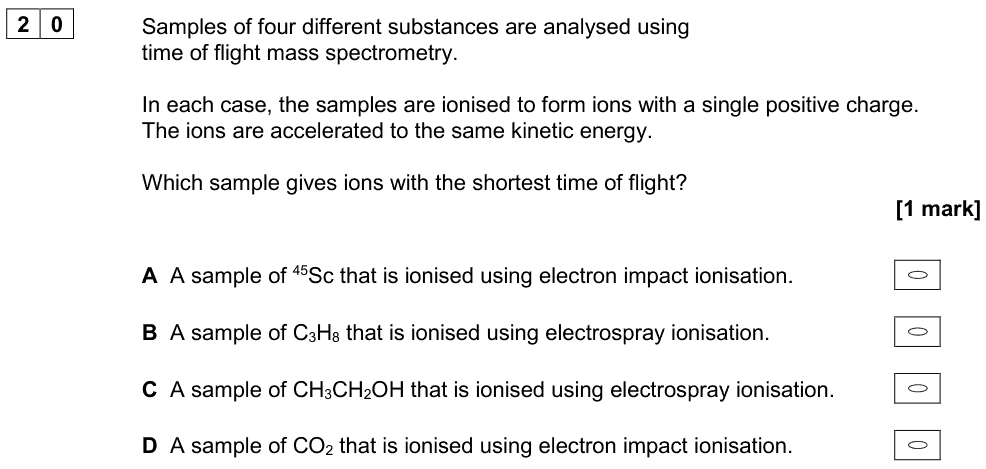 2 0
Samples of four different substances are analysed using
time of flight mass spectrometry.
In each case, the samples are ionised to form ions with a single positive charge.
The ions are accelerated to the same kinetic energy.
Which sample gives ions with the shortest time of flight?
[1 mark]
A A sample of ⁴⁵Sc that is ionised using electron impact ionisation.
B A sample of C₃H₈ that is ionised using electrospray ionisation.
C A sample of CH₃CH₂OH that is ionised using electrospray ionisation.
D A sample of CO₂ that is ionised using electron impact ionisation.